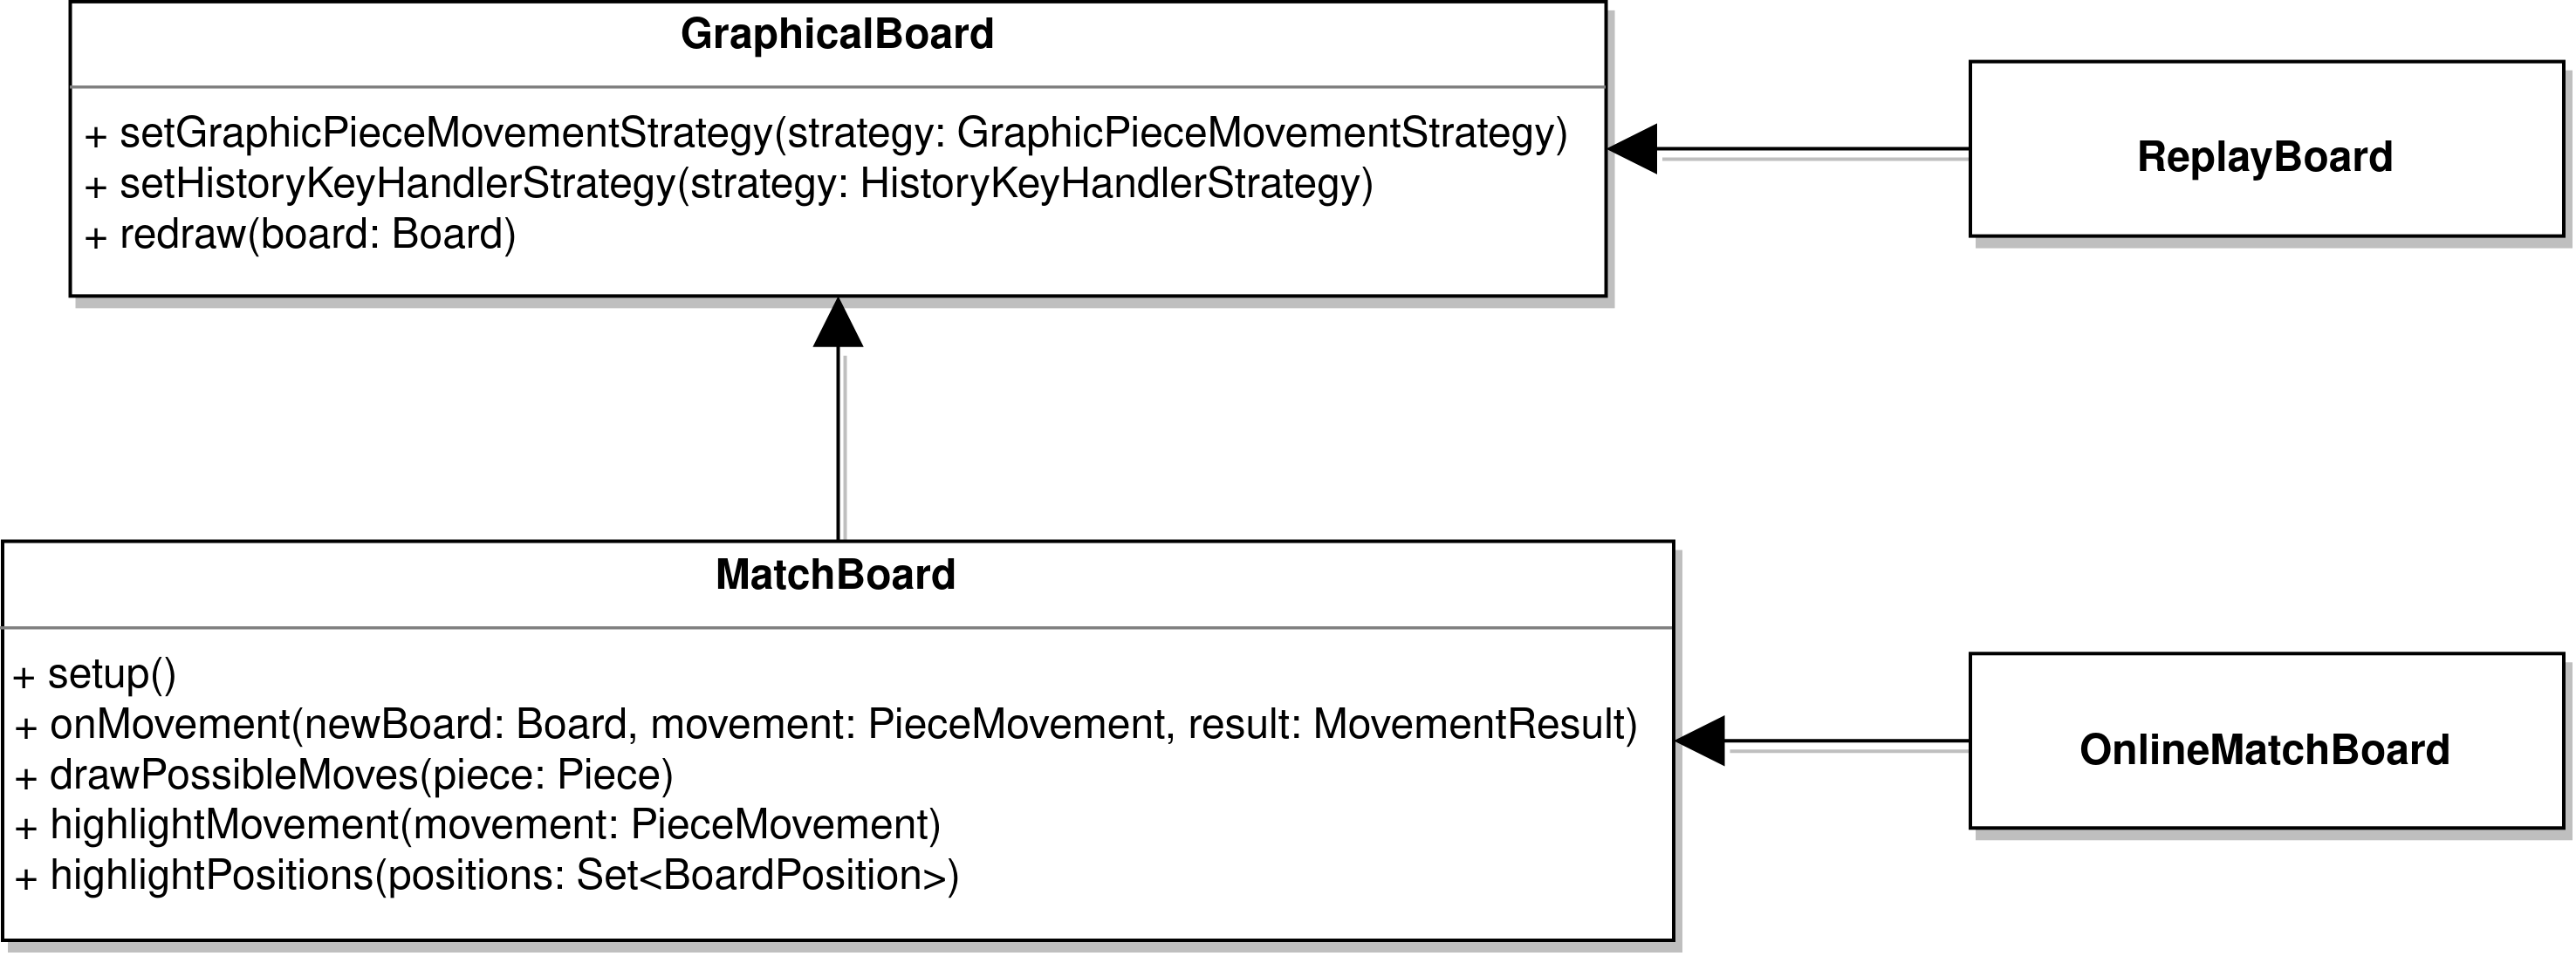 GraphicalBoard
+ setGraphicPieceMovementStrategy(strategy: GraphicPieceMovementStrategy)
+ setHistoryKeyHandlerStrategy(strategy: HistoryKeyHandlerStrategy)
+ redraw(board: Board)
ReplayBoard
MatchBoard
+ setup()
+ onMovement(newBoard: Board, movement: PieceMovement, result: MovementResult)
+ drawPossibleMoves(piece: Piece)
+ highlightMovement(movement: PieceMovement)
+ highlightPositions(positions: Set<BoardPosition>)
OnlineMatchBoard